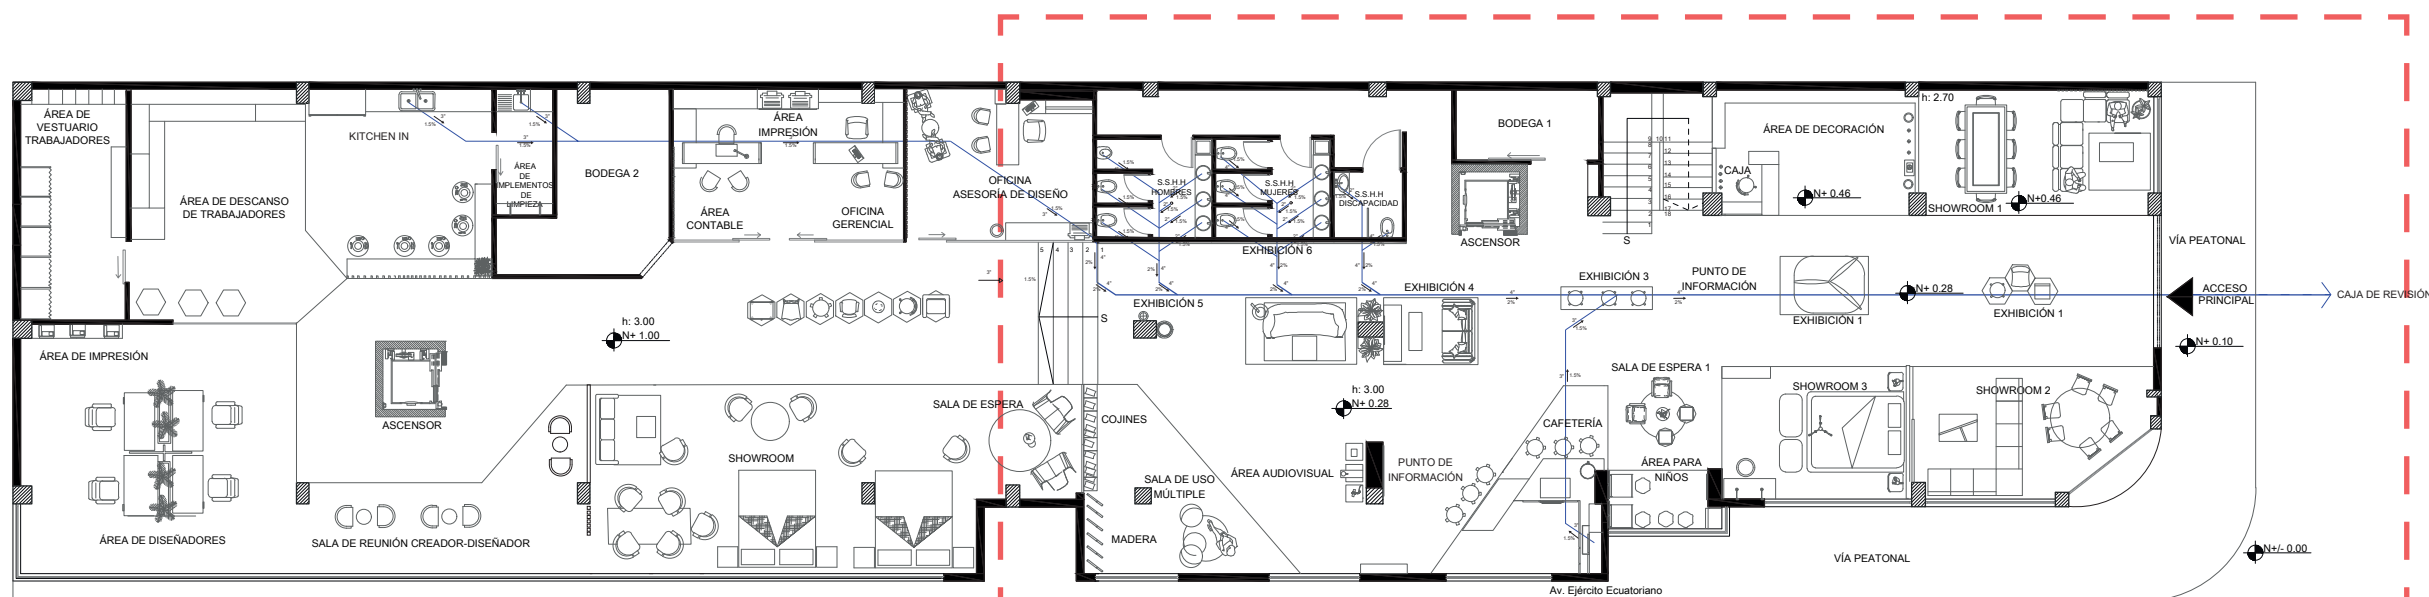 ÁREA DE
VESTUARIO
TRABAJADORES
KITCHEN IN
ÁREA DE DESCANSO
DE TRABAJADORES
ÁREA
DE
IMPLEMENTOS
DE
LIMPIEZA
BODEGA 2
ÁREA
IMPRESIÓN
ÁREA
CONTABLE
OFICINA
GERENCIAL
OFICINA
ASESORÍA DE DISEÑO
S.S.H.H
HOMBRES
S.S.H.H
MUJERES
S.S.H.H
DISCAPACIDAD
BODEGA 1
ASCENSOR
S
ÁREA DE DECORACIÓN
CAJA
N+ 0.46
h: 2.70
SHOWROOM 1
N+0.46
VÍA PEATONAL
EXHIBICIÓN 6
EXHIBICIÓN 5
EXHIBICIÓN 4
EXHIBICIÓN 3
PUNTO DE
INFORMACIÓN
EXHIBICIÓN 1
N+ 0.28
EXHIBICIÓN 1
ACCESO
PRINCIPAL
CAJA DE REVISIÓN
N+ 0.10
h: 3.00
N+ 1.00
5 4 3 2 1
S
ÁREA DE IMPRESIÓN
ASCENSOR
ÁREA DE DISEÑADORES
SALA DE REUNIÓN CREADOR-DISEÑADOR
SHOWROOM
SALA DE ESPERA
COJINES
MADERA
SALA DE USO
MÚLTIPLE
h: 3.00
N+ 0.28
ÁREA AUDIOVISUAL
PUNTO DE
INFORMACIÓN
CAFETERÍA
SALA DE ESPERA 1
ÁREA PARA
NIÑOS
SHOWROOM 3
SHOWROOM 2
VÍA PEATONAL
N+/- 0.00
Av. Ejército Ecuatoriano